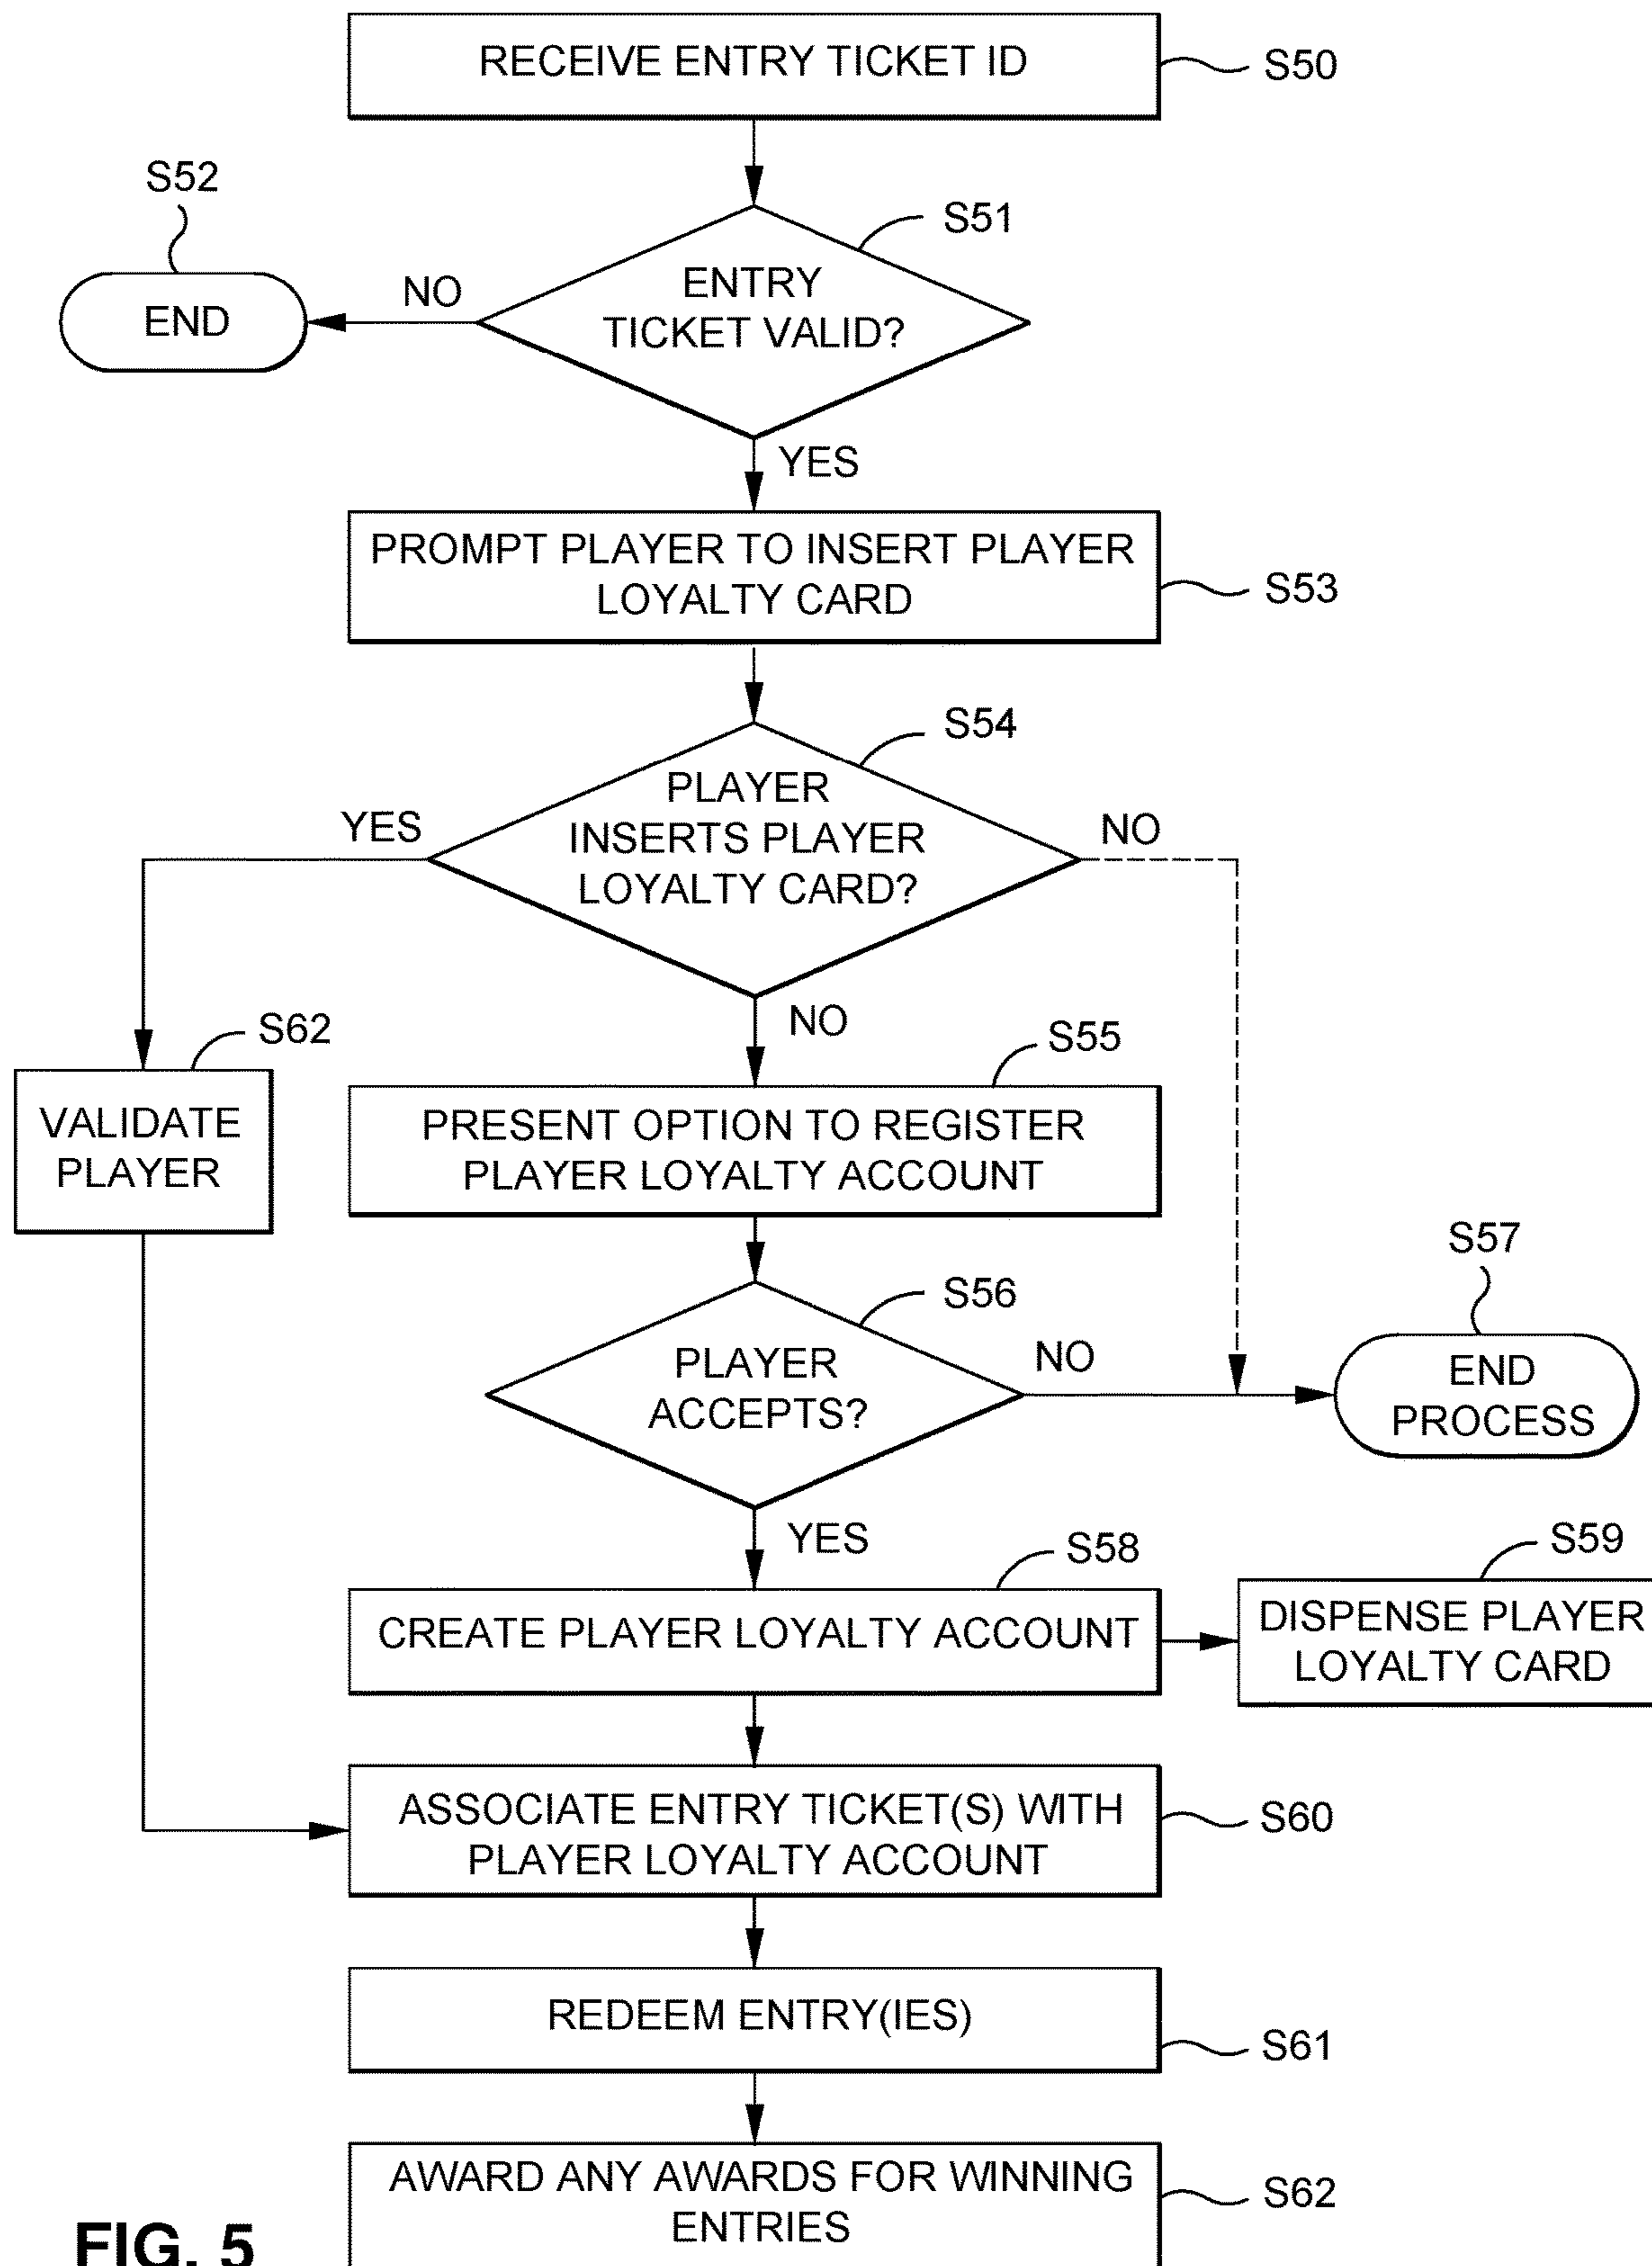 RECEIVE ENTRY TICKET ID
S50
S52
S51
ENTRY
TICKET VALID?
NO
END
YES
PROMPT PLAYER TO INSERT PLAYER
LOYALTY CARD
S53
S54
PLAYER
INSERTS PLAYER
LOYALTY CARD?
YES
NO
NO
S62
VALIDATE
PLAYER
S55
PRESENT OPTION TO REGISTER
PLAYER LOYALTY ACCOUNT
S56
PLAYER
ACCEPTS?
NO
S57
END
PROCESS
YES
S58
CREATE PLAYER LOYALTY ACCOUNT
S59
DISPENSE PLAYER
LOYALTY CARD
ASSOCIATE ENTRY TICKET(S) WITH
PLAYER LOYALTY ACCOUNT
S60
REDEEM ENTRY(IES)
S61
AWARD ANY AWARDS FOR WINNING
ENTRIES
S62
FIG. 5